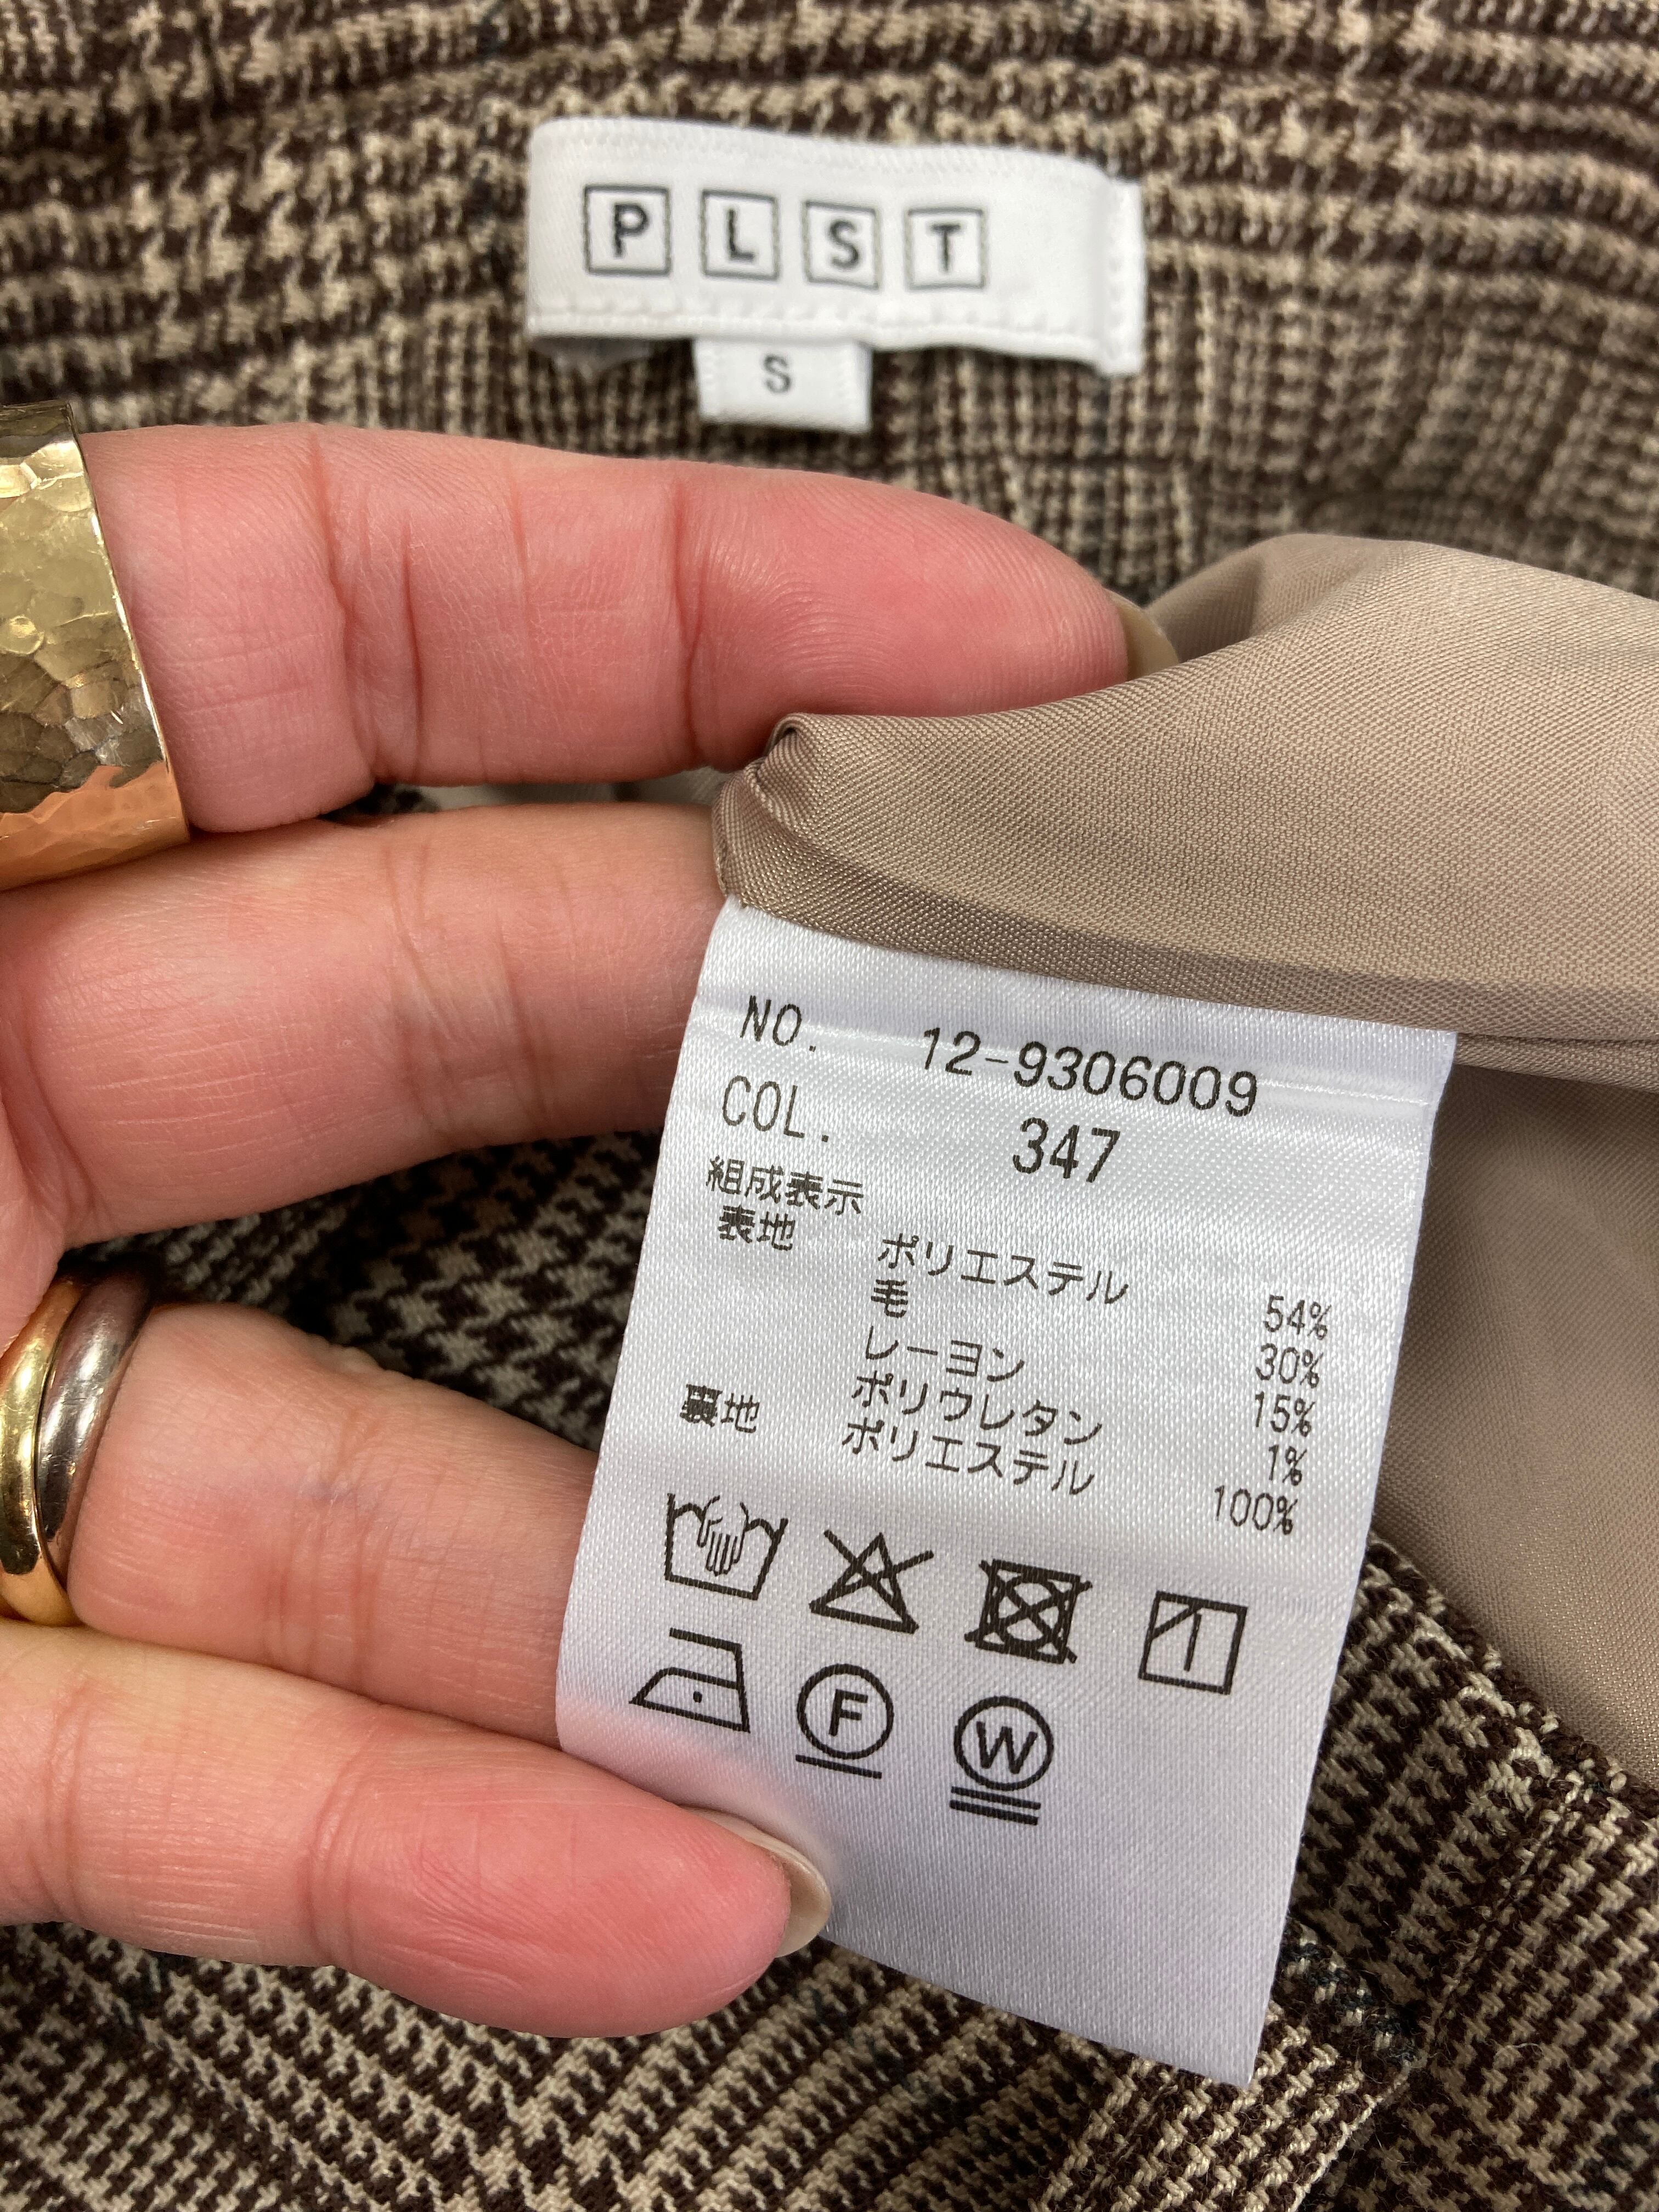 PLST
S
NO. 12-9306009
COL. 347
組成表示
表地 ポリエステル 54%
毛 30%
レーヨン 15%
ポリウレタン 1%
裏地 ポリエステル 100%
F W